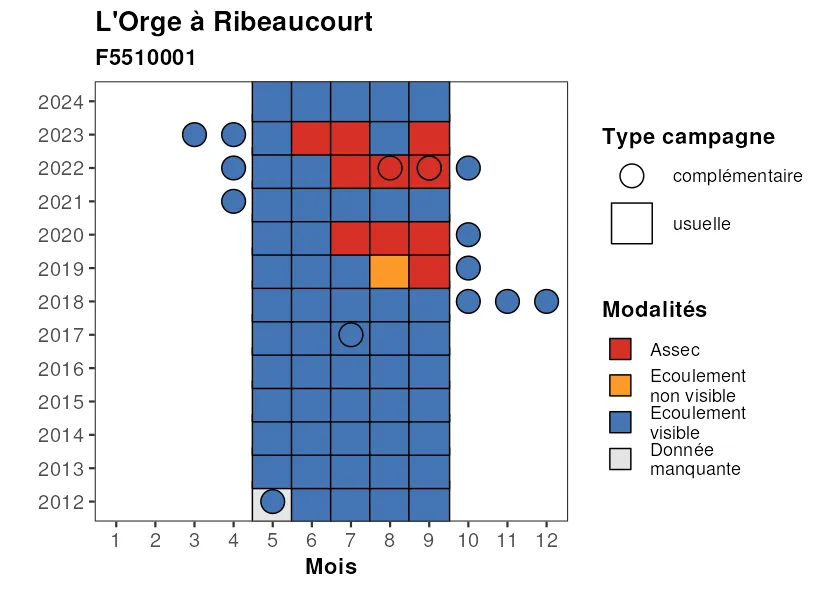 L'Orge à Ribeaucourt
F5510001
2024
2023
2022
2021
2020
2019
2018
2017
2016
2015
2014
2013
2012
1 2 3 4 5 6 7 8 9 10 11 12
Mois
Type campagne
complémentaire
usuelle
Modalités
Assec
Ecoulement
non visible
Ecoulement
visible
Donnée
manquante